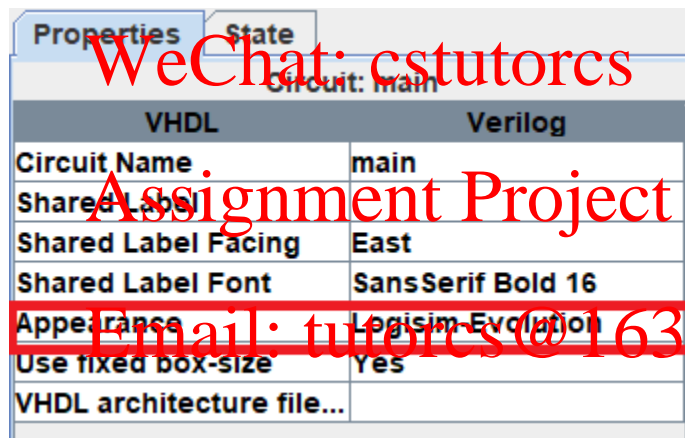 Properties State
WeChat: cstutorcs
Circuit: main
VHDL Verilog
Circuit Name main
Shared Label
Assignment Project
Shared Label Facing East
Shared Label Font SansSerif Bold 16
Appearance Logisim-Evolution
Email: tutorcs@163
Use fixed box-size Yes
VHDL architecture file...